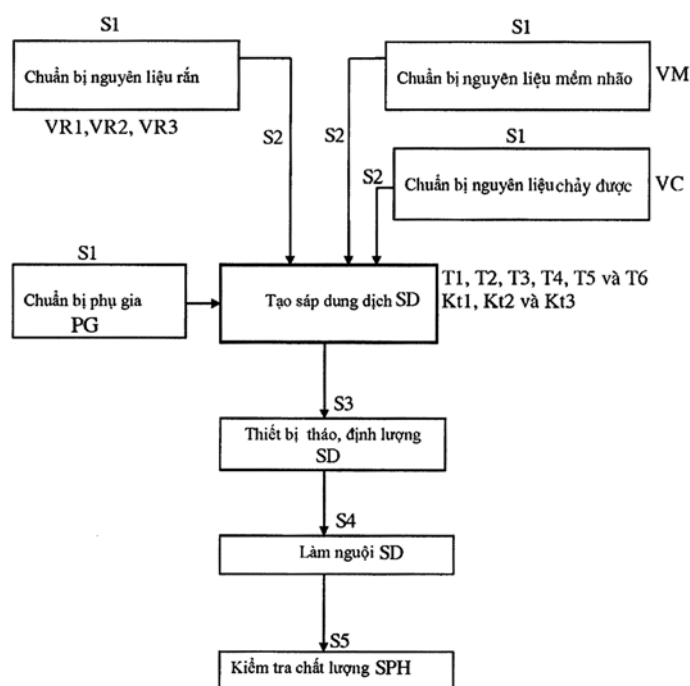 S1
Chuẩn bị nguyên liệu rắn
VR1,VR2, VR3
S2
S1
Chuẩn bị nguyên liệu mềm nhão
VM
S2
S1
Chuẩn bị nguyên liệu chảy được
VC
S2
S1
Chuẩn bị phụ gia
PG
Tạo sáp dung dịch SD
T1, T2, T3, T4, T5 và T6
Kt1, Kt2 và Kt3
S3
Thiết bị tháo, định lượng
SD
S4
Làm nguội SD
S5
Kiểm tra chất lượng SPH